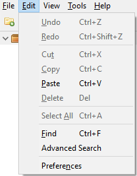 File Edit View Tools Help
Undo Ctrl+Z
Redo Ctrl+Shift+Z
Cut Ctrl+X
Copy Ctrl+C
Paste Ctrl+V
Delete Del
Select All Ctrl+A
Find Ctrl+F
Advanced Search
Preferences